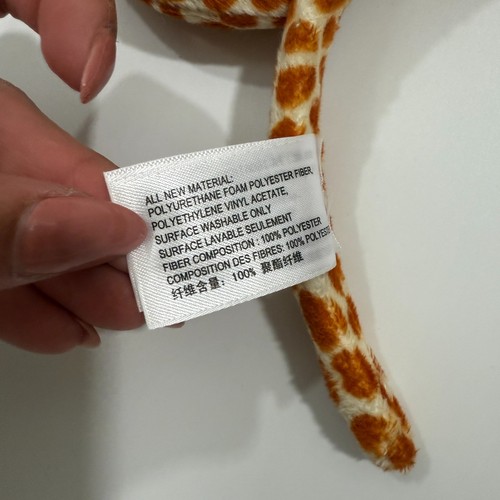 ALL NEW MATERIAL:
POLYURETHANE FOAM POLYESTER FIBER,
POLYETHYLENE VINYL ACETATE,
SURFACE WASHABLE ONLY
SURFACE LAVABLE SEULEMENT
FIBER COMPOSITION : 100% POLYESTER
COMPOSITION DES FIBRES: 100% POLYESTER
纤维含量: 100% 聚酯纤维